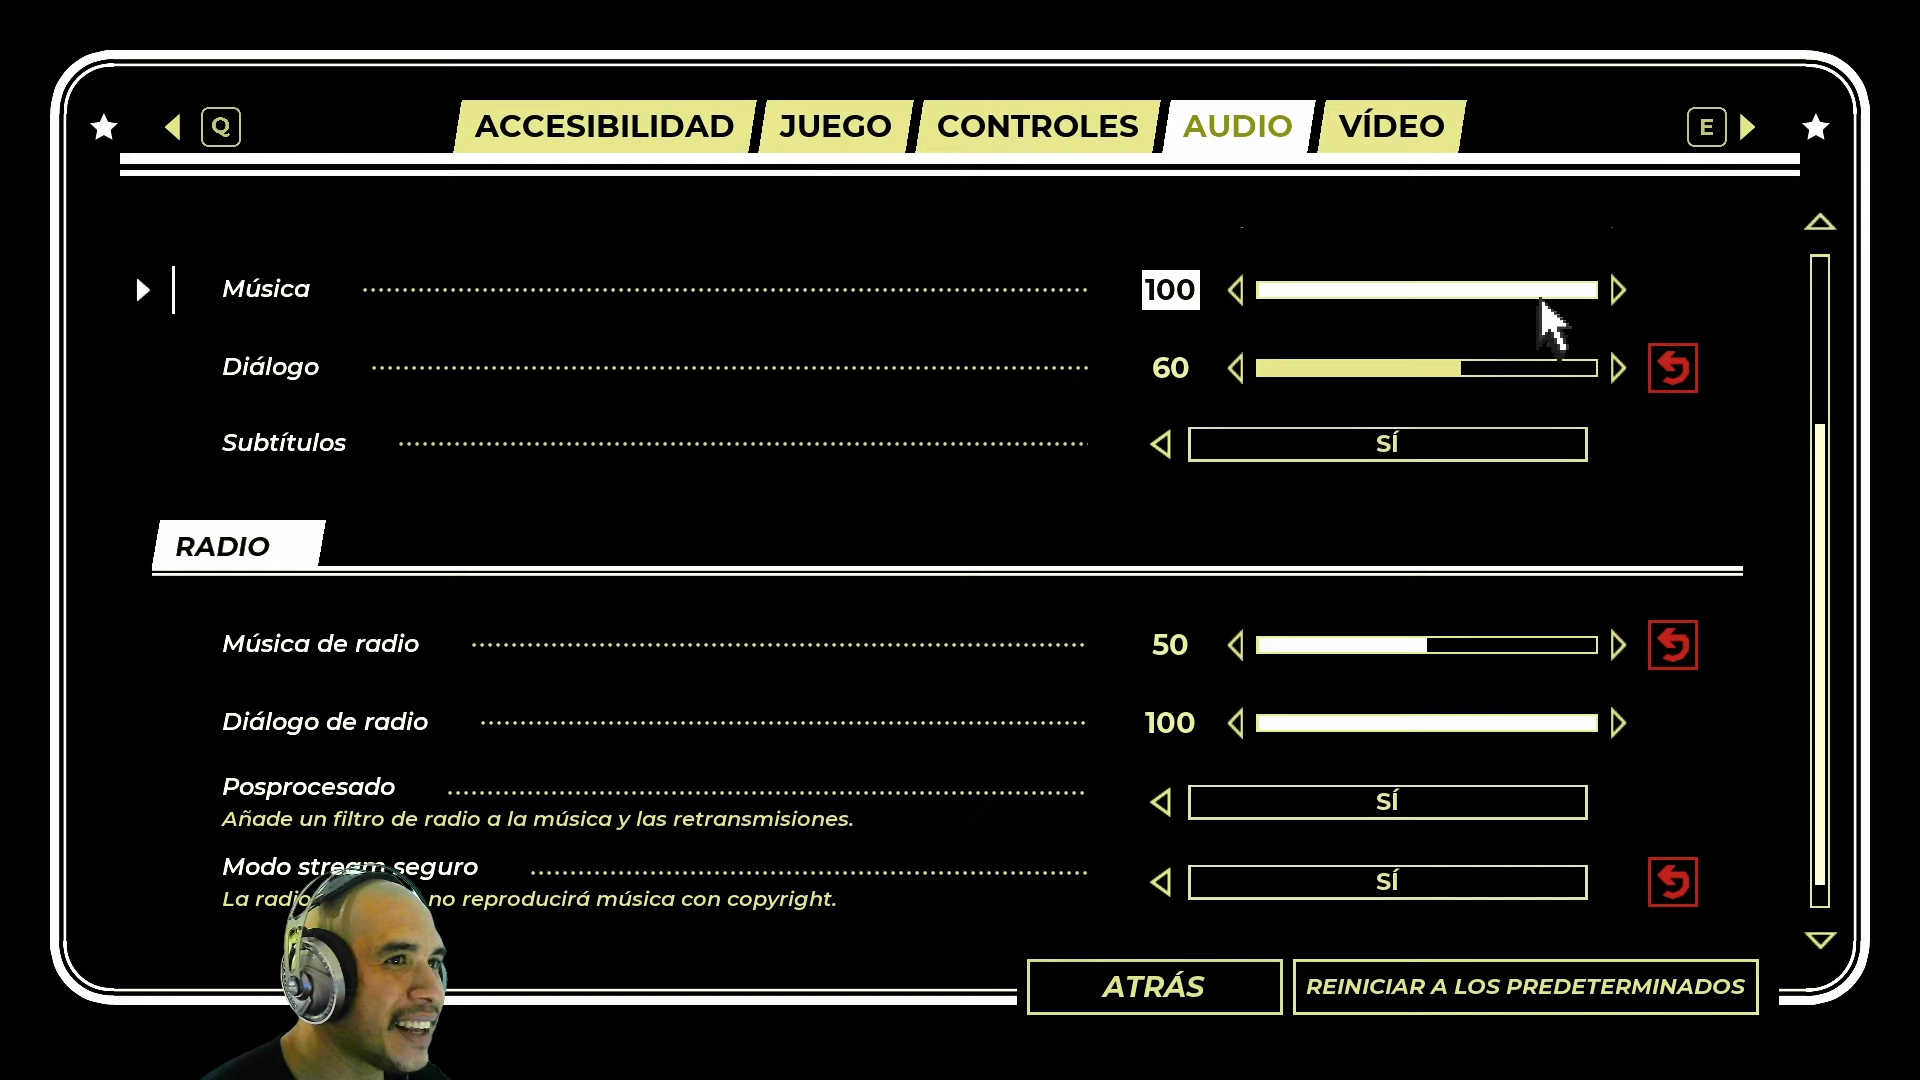 Q ACCESIBILIDAD JUEGO CONTROLES AUDIO VÍDEO E
Música 100
Diálogo 60
Subtítulos SÍ
RADIO
Música de radio 50
Diálogo de radio 100
Posprocesado SÍ
Añade un filtro de radio a la música y las retransmisiones.
Modo stream seguro SÍ
La radio no reproducirá música con copyright.
ATRÁS REINICIAR A LOS PREDETERMINADOS